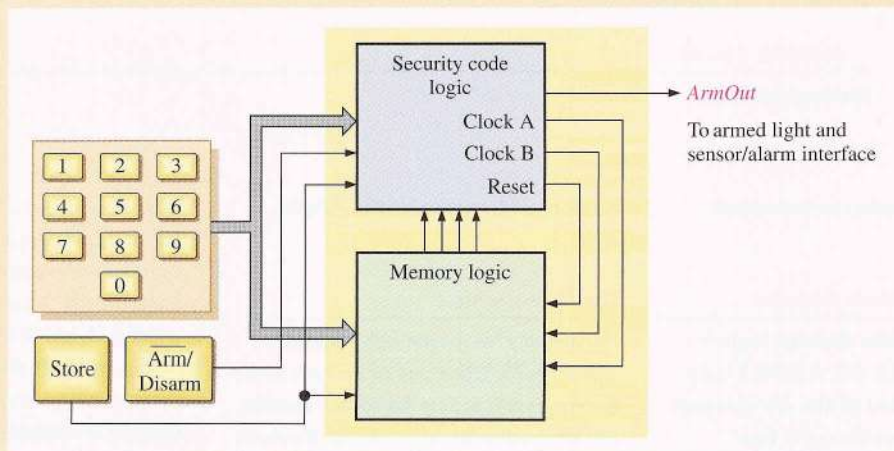 Security code
logic
Clock A
Clock B
Reset
ArmOut
To armed light and
sensor/alarm interface
1 2 3
4 5 6
7 8 9
0
Memory logic
Store
Arm/
Disarm